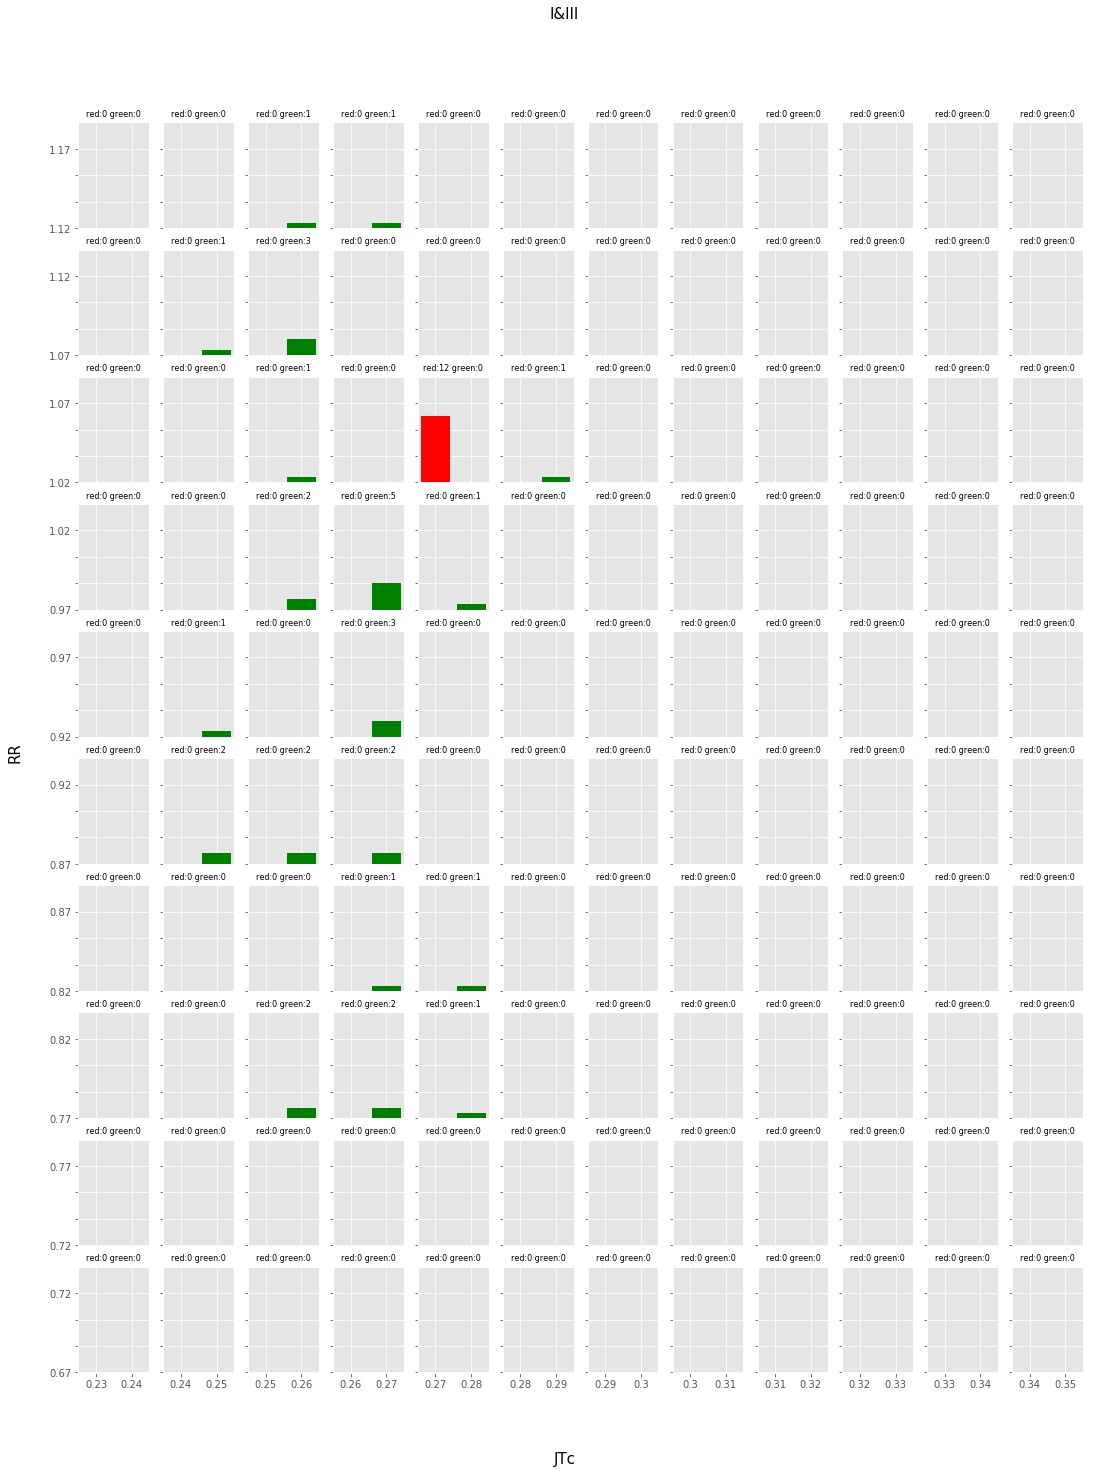 I&III
red:0 green:0 red:0 green:0 red:0 green:1 red:0 green:1 red:0 green:0 red:0 green:0 red:0 green:0 red:0 green:0 red:0 green:0 red:0 green:0 red:0 green:0 red:0 green:0
1.17
1.12
red:0 green:0 red:0 green:1 red:0 green:3 red:0 green:0 red:0 green:0 red:0 green:0 red:0 green:0 red:0 green:0 red:0 green:0 red:0 green:0 red:0 green:0 red:0 green:0
1.12
1.07
red:0 green:0 red:0 green:0 red:0 green:1 red:0 green:0 red:12 green:0 red:0 green:1 red:0 green:0 red:0 green:0 red:0 green:0 red:0 green:0 red:0 green:0 red:0 green:0
1.07
1.02
red:0 green:0 red:0 green:0 red:0 green:2 red:0 green:5 red:0 green:1 red:0 green:0 red:0 green:0 red:0 green:0 red:0 green:0 red:0 green:0 red:0 green:0 red:0 green:0
1.02
0.97
red:0 green:0 red:0 green:1 red:0 green:0 red:0 green:3 red:0 green:0 red:0 green:0 red:0 green:0 red:0 green:0 red:0 green:0 red:0 green:0 red:0 green:0 red:0 green:0
0.97
0.92
RR
red:0 green:0 red:0 green:2 red:0 green:2 red:0 green:2 red:0 green:0 red:0 green:0 red:0 green:0 red:0 green:0 red:0 green:0 red:0 green:0 red:0 green:0 red:0 green:0
0.92
0.87
red:0 green:0 red:0 green:0 red:0 green:0 red:0 green:1 red:0 green:1 red:0 green:0 red:0 green:0 red:0 green:0 red:0 green:0 red:0 green:0 red:0 green:0 red:0 green:0
0.87
0.82
red:0 green:0 red:0 green:0 red:0 green:2 red:0 green:2 red:0 green:1 red:0 green:0 red:0 green:0 red:0 green:0 red:0 green:0 red:0 green:0 red:0 green:0 red:0 green:0
0.82
0.77
red:0 green:0 red:0 green:0 red:0 green:0 red:0 green:0 red:0 green:0 red:0 green:0 red:0 green:0 red:0 green:0 red:0 green:0 red:0 green:0 red:0 green:0 red:0 green:0
0.77
0.72
red:0 green:0 red:0 green:0 red:0 green:0 red:0 green:0 red:0 green:0 red:0 green:0 red:0 green:0 red:0 green:0 red:0 green:0 red:0 green:0 red:0 green:0 red:0 green:0
0.72
0.67
0.23 0.24 0.24 0.25 0.25 0.26 0.26 0.27 0.27 0.28 0.28 0.29 0.29 0.3 0.3 0.31 0.31 0.32 0.32 0.33 0.33 0.34 0.34 0.35
JTc